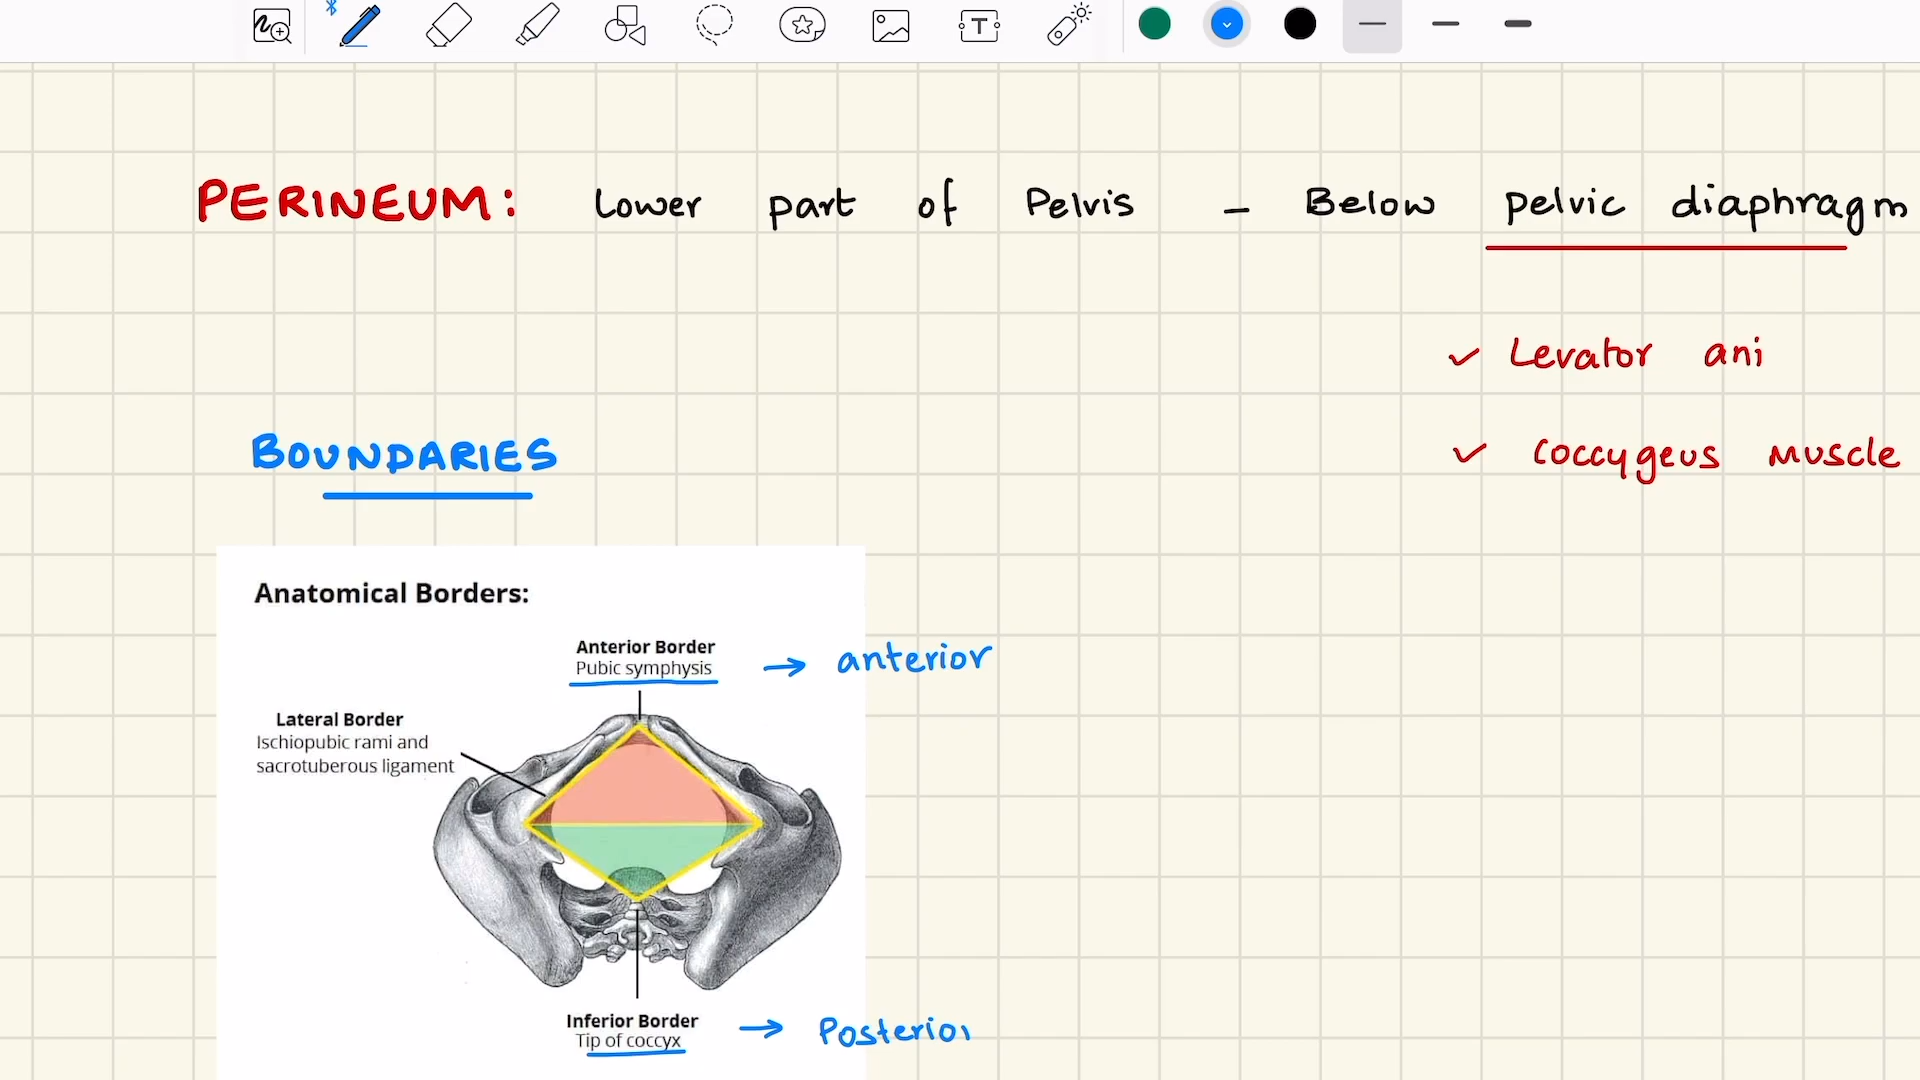 PERINEUM: Lower part of Pelvis - Below pelvic diaphragm
✓ Levator ani
✓ Coccygeus muscle
BOUNDARIES
Anatomical Borders:
Anterior Border
Pubic symphysis → anterior
Lateral Border
Ischiopubic rami and
sacrotuberous ligament
Inferior Border
Tip of coccyx → Posterior